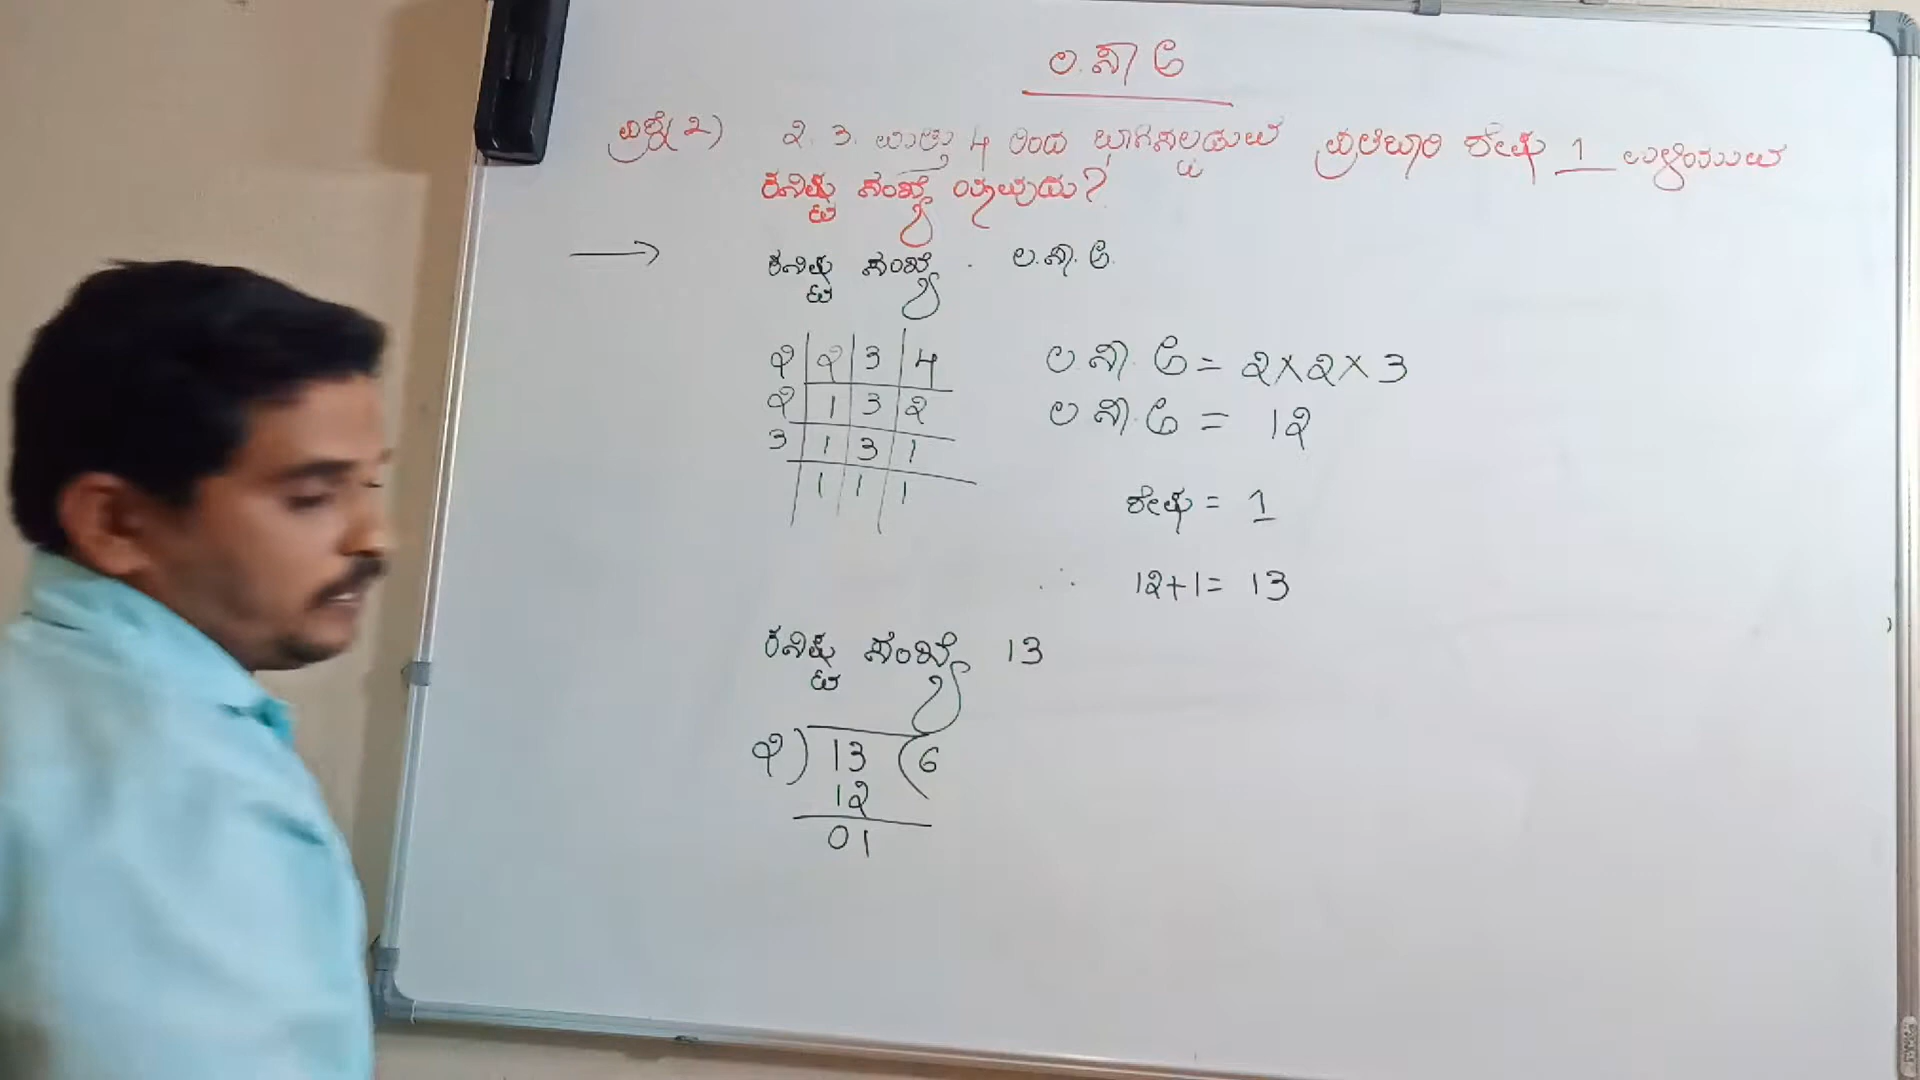 ಲ.ಸಾ ಅ
ಪ್ರಶ್ನೆ(2) 2. 3. ಮತ್ತು 4 ರಿಂದ ಭಾಗಿಸಲ್ಪಡುವ ಪ್ರತಿಬಾರಿ ಶೇಷ 1 ಉಳಿಯುವ
ಕನಿಷ್ಟ ಸಂಖ್ಯೆ ಯಾವುದು?
ಕನಿಷ್ಟ ಸಂಖ್ಯೆ . ಲ.ಸಾ.ಅ.
2 | 2 | 3 | 4 ಲ.ಸಾ.ಅ = 2×2×3
2 | 1 | 3 | 2 ಲ ಸಾ.ಅ = 12
3 | 1 | 3 | 1
| 1 | 1 | 1 ಶೇಷ = 1
∴ 12+1= 13
ಕನಿಷ್ಟ ಸಂಖ್ಯೆ 13
2) 13 (6
12
01